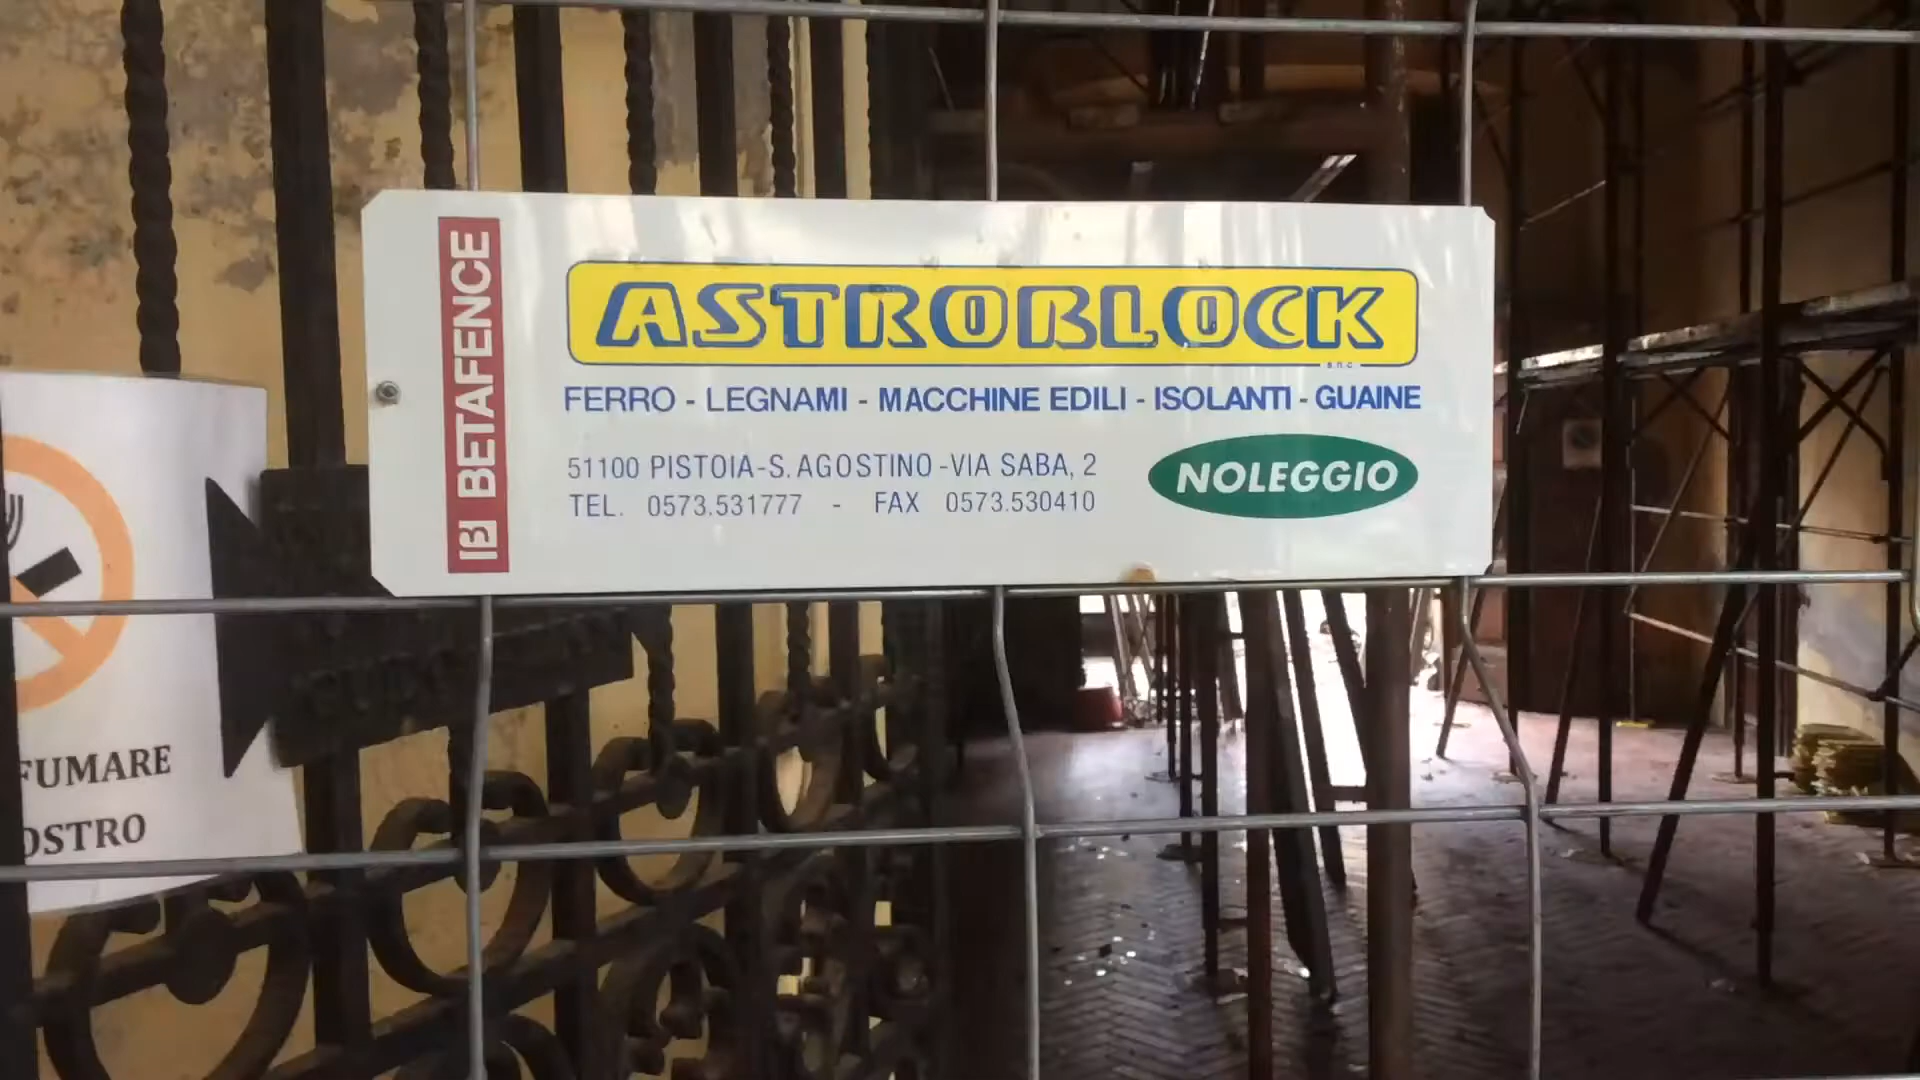 BETAFENCE
ASTROBLOCK
s.n.c.
FERRO - LEGNAMI - MACCHINE EDILI - ISOLANTI - GUAINE
51100 PISTOIA-S. AGOSTINO-VIA SABA, 2
TEL. 0573.531777 - FAX 0573.530410
NOLEGGIO
FUMARE
OSTRO